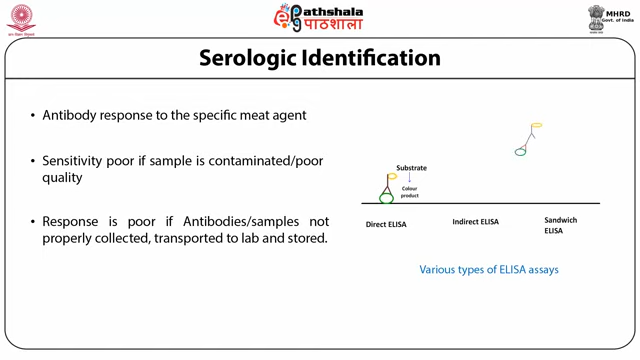 ePathshala
पाठशाला
MHRD
Govt. of India
Serologic Identification
• Antibody response to the specific meat agent
• Sensitivity poor if sample is contaminated/poor
quality
• Response is poor if Antibodies/samples not
properly collected, transported to lab and stored.
Substrate
Colour
product
Direct ELISA
Indirect ELISA
Sandwich
ELISA
Various types of ELISA assays